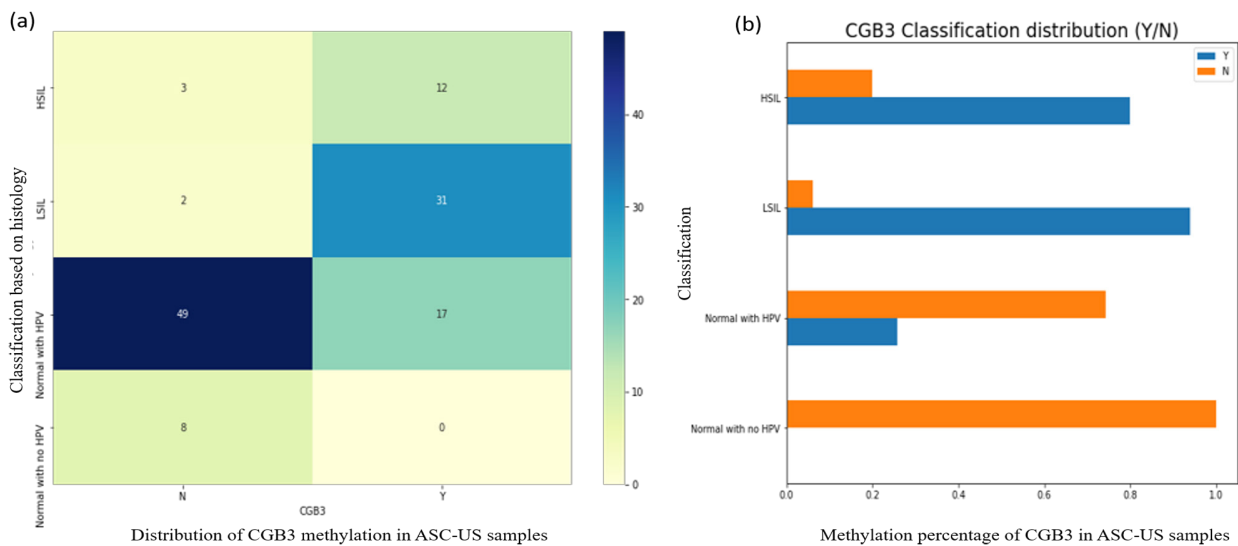 (a)
Classification based on histology
HSIL
LSIL
Normal with HPV
Normal with no HPV
3
12
2
31
49
17
8
0
N
Y
CGB3
40
30
20
10
0
Distribution of CGB3 methylation in ASC-US samples
(b)
CGB3 Classification distribution (Y/N)
Y
N
Classification
HSIL
LSIL
Normal with HPV
Normal with no HPV
0.0
0.2
0.4
0.6
0.8
1.0
Methylation percentage of CGB3 in ASC-US samples